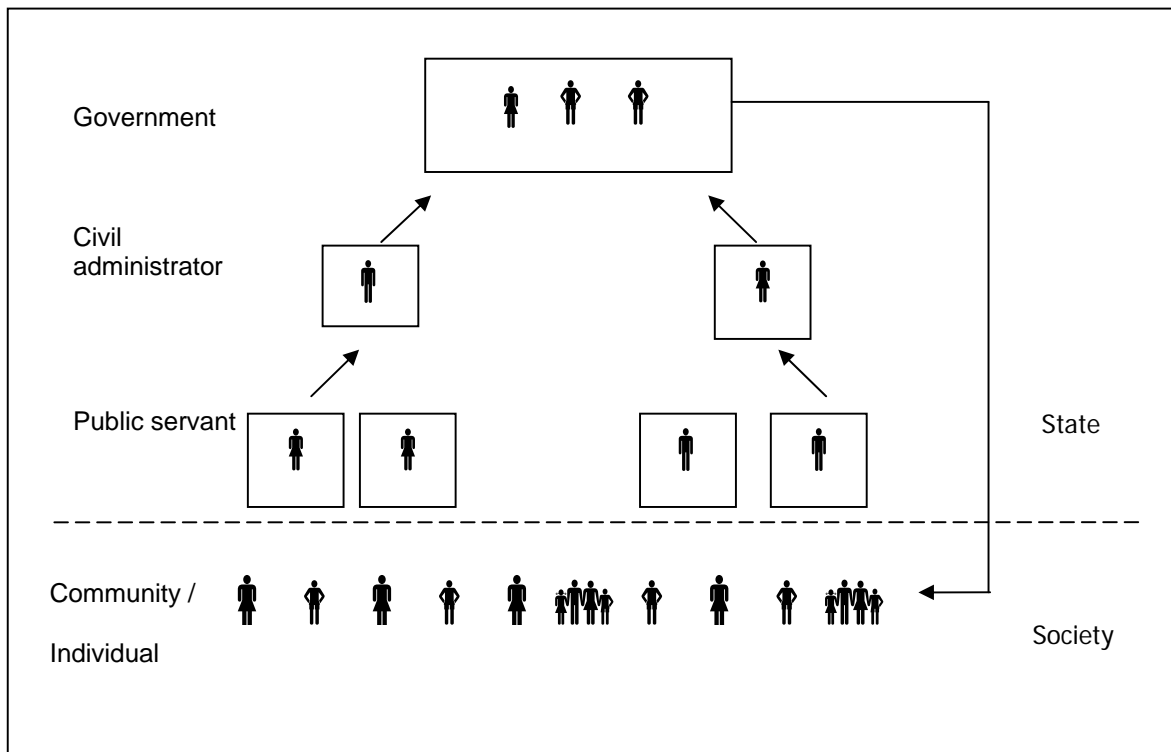 Government
Civil
administrator
Public servant
State
Community /
Individual
Society